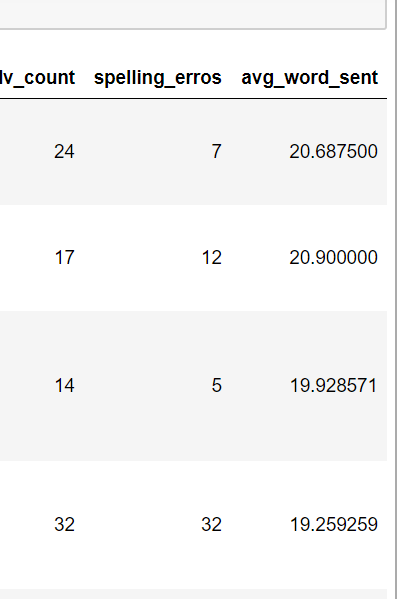 lv_count spelling_erros avg_word_sent
24 7 20.687500
17 12 20.900000
14 5 19.928571
32 32 19.259259